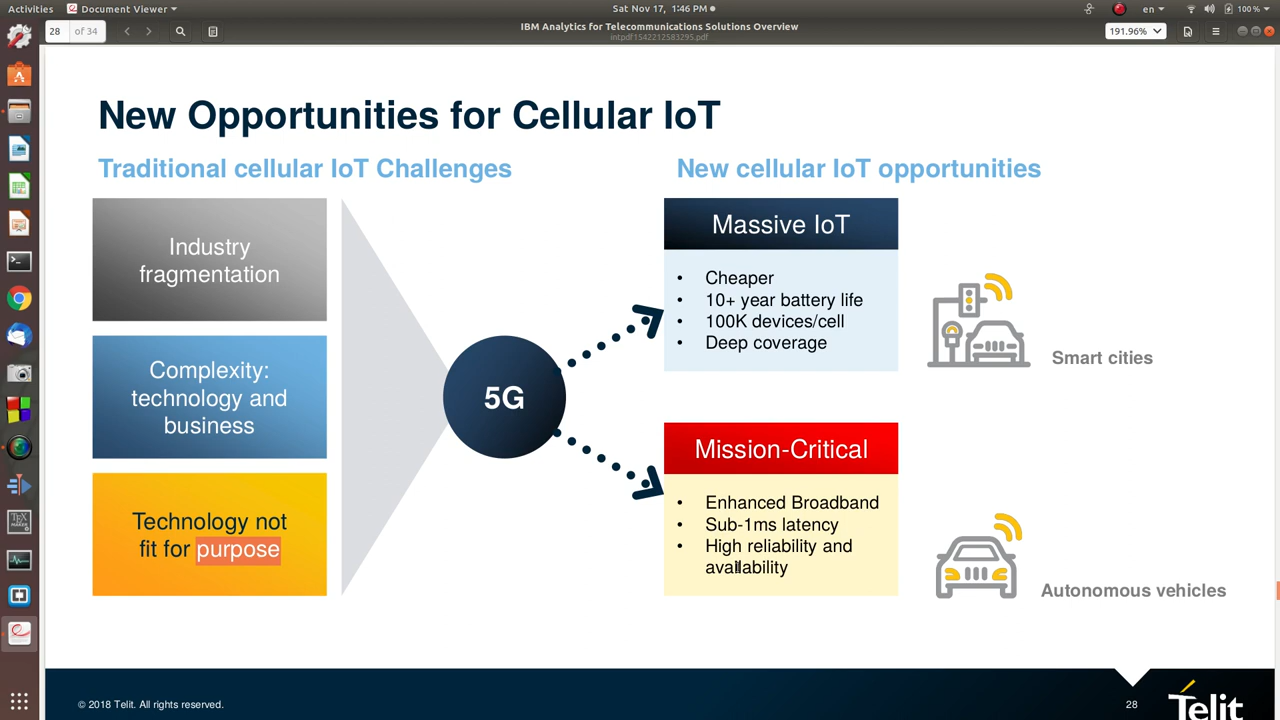 Activities Document Viewer Sat Nov 17, 1:46 PM en 100 %
28 of 34 IBM Analytics for Telecommunications Solutions Overview 191.96%
intpdf1542212583295.pdf
New Opportunities for Cellular IoT
Traditional cellular IoT Challenges
Industry
fragmentation
Complexity:
technology and
business
Technology not
fit for purpose
5G
New cellular IoT opportunities
Massive IoT
• Cheaper
• 10+ year battery life
• 100K devices/cell
• Deep coverage
Smart cities
Mission-Critical
• Enhanced Broadband
• Sub-1ms latency
• High reliability and
availability
Autonomous vehicles
© 2018 Telit. All rights reserved.
28
Telit